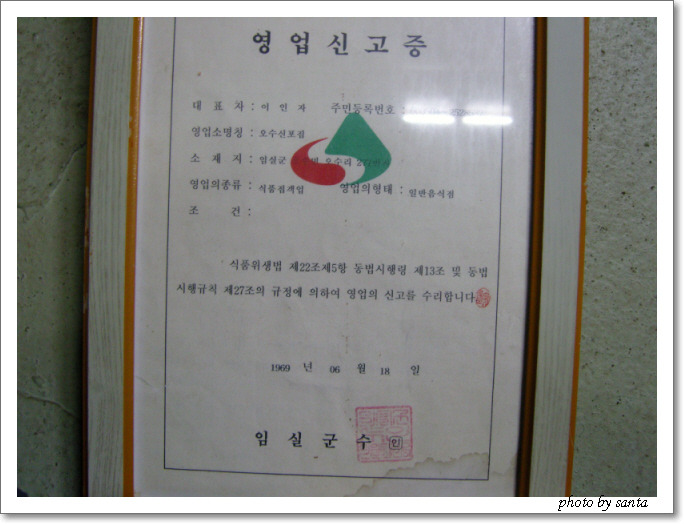 영업신고증
대표자 : 이인자 주민등록번호 :
영업소명칭 : 오수신포집
소재지 : 임실군 오수리
영업의종류 : 식품접객업 영업의형태 : 일반음식점
조건 :
식품위생법 제22조제5항 동법시행령 제13조 및 동법
시행규칙 제27조의 규정에 의하여 영업의 신고를 수리합니다.
1969 년 06 월 18 일
임실군수 인
photo by santa